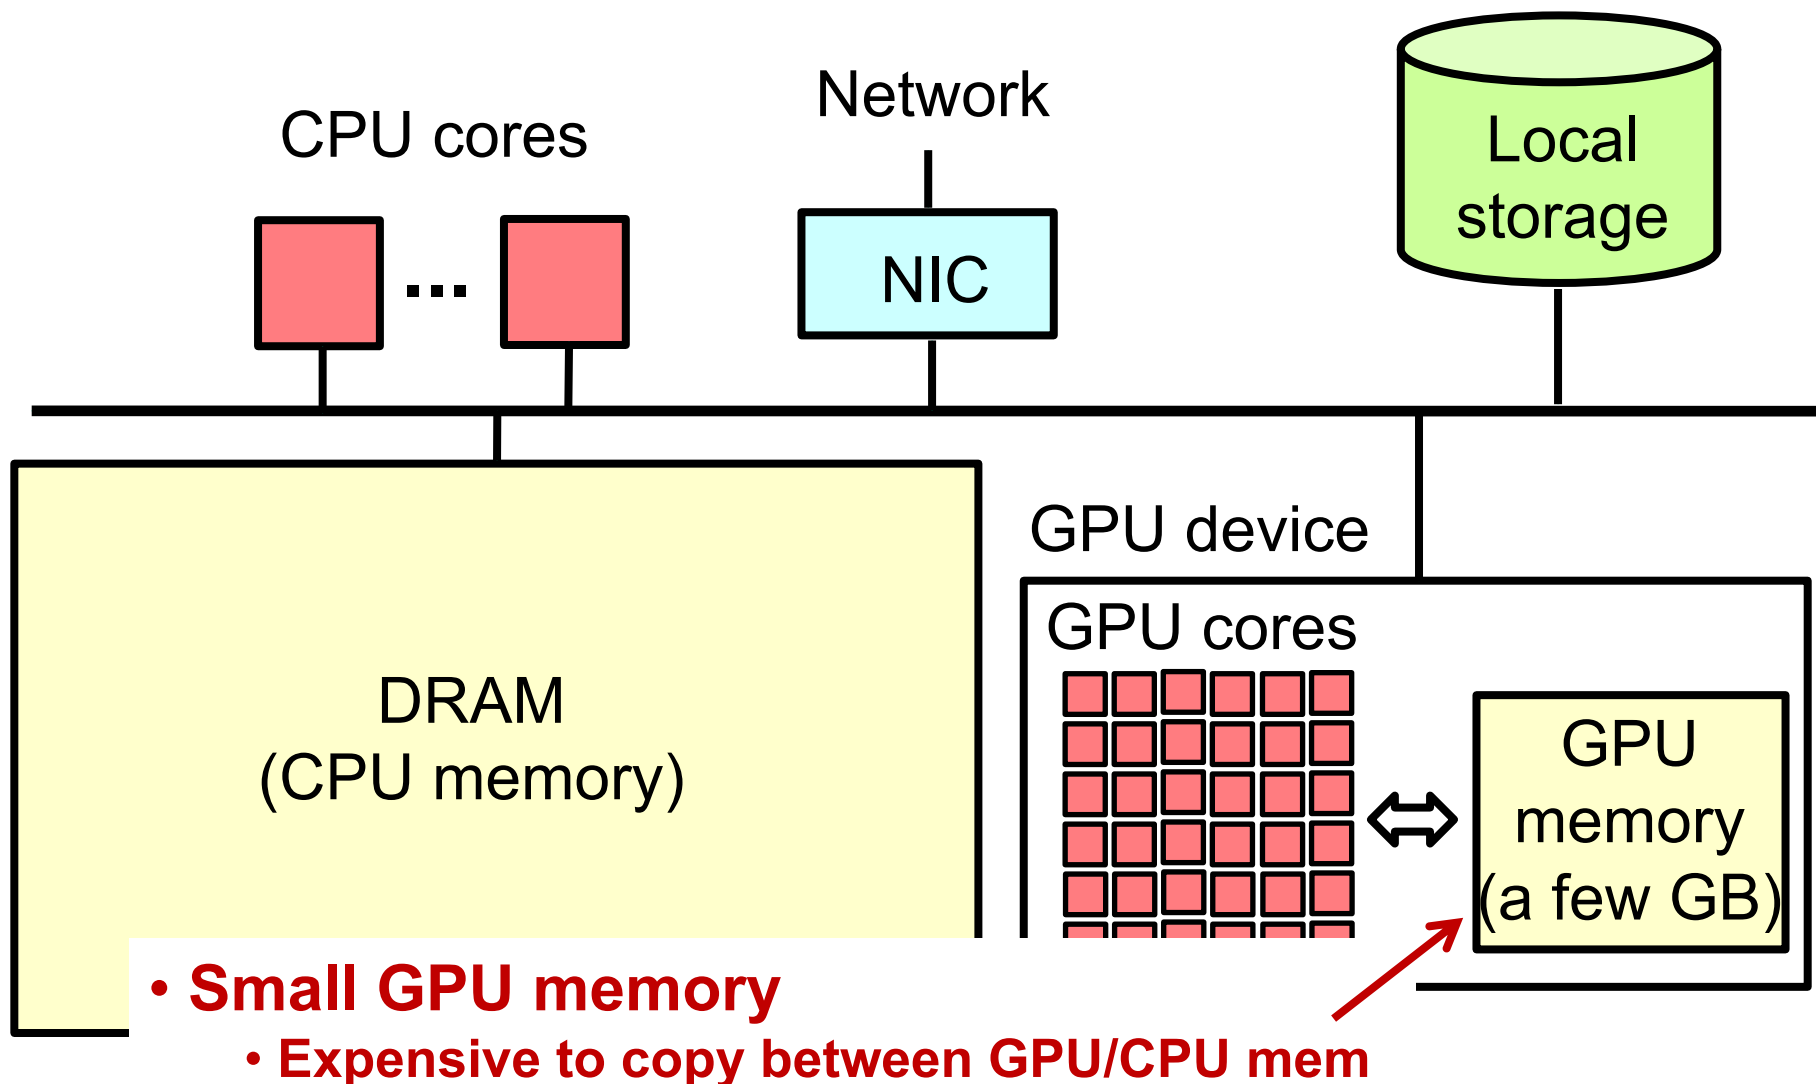 CPU cores
Network
Local
storage
...
NIC
GPU device
GPU cores
DRAM
(CPU memory)
GPU
memory
(a few GB)
• Small GPU memory
• Expensive to copy between GPU/CPU mem